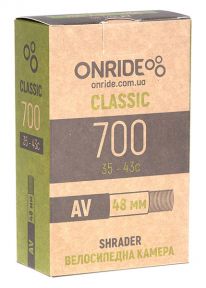 ONRIDE
onride.com.ua
CLASSIC
700
35 - 43c
AV 48 мм
SHRADER
ВЕЛОСИПЕДНА КАМЕРА